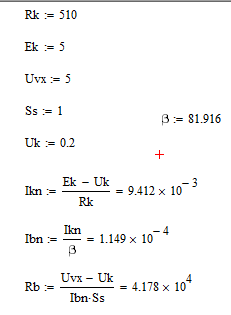 Rk := 510
Ek := 5
Uvx := 5
Ss := 1
β := 81.916
Uk := 0.2
Ikn := (Ek − Uk)/Rk = 9.412 × 10^−3
Ibn := Ikn/β = 1.149 × 10^−4
Rb := (Uvx − Uk)/(Ibn·Ss) = 4.178 × 10^4